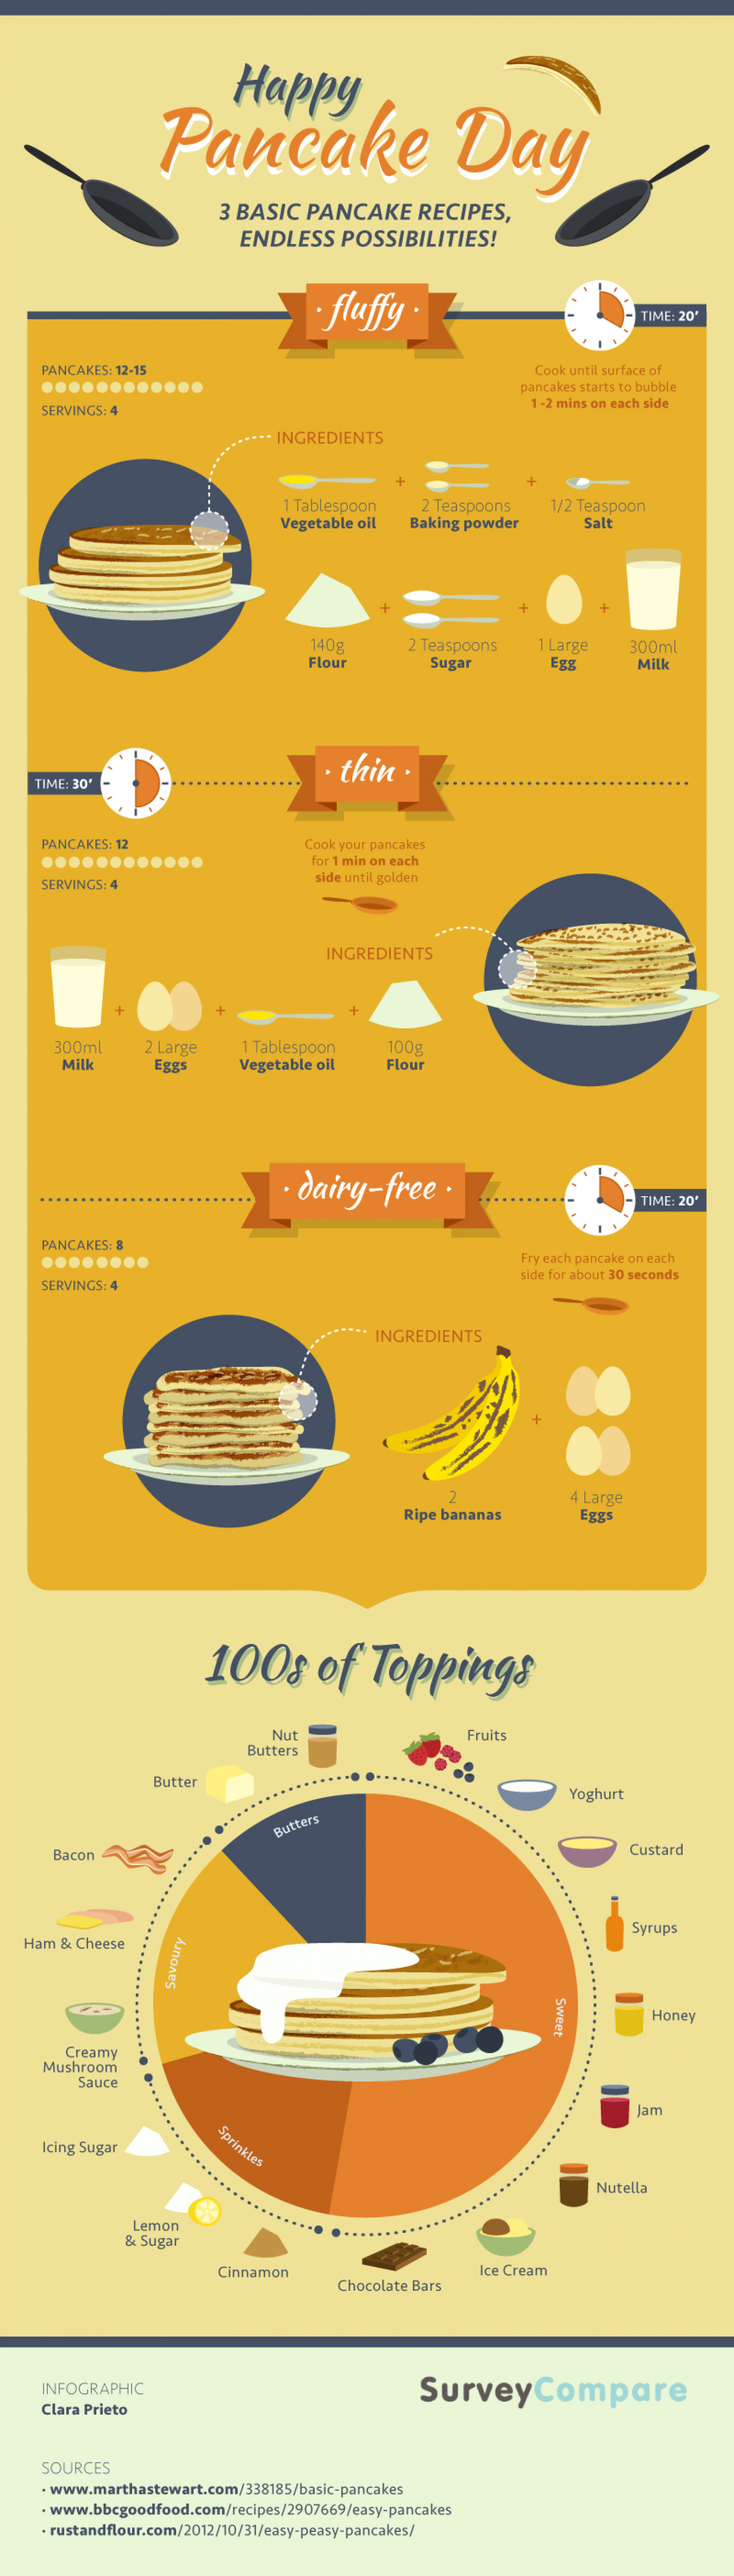 Happy
Pancake Day
3 BASIC PANCAKE RECIPES,
ENDLESS POSSIBILITIES!
· fluffy ·
TIME: 20'
PANCAKES: 12-15
SERVINGS: 4
Cook until surface of
pancakes starts to bubble
1 -2 mins on each side
INGREDIENTS
1 Tablespoon
Vegetable oil
+
2 Teaspoons
Baking powder
+
1/2 Teaspoon
Salt
140g
Flour
+
2 Teaspoons
Sugar
+
1 Large
Egg
+
300ml
Milk
TIME: 30'
· thin ·
PANCAKES: 12
SERVINGS: 4
Cook your pancakes
for 1 min on each
side until golden
INGREDIENTS
300ml
Milk
+
2 Large
Eggs
+
1 Tablespoon
Vegetable oil
+
100g
Flour
· dairy-free ·
TIME: 20'
PANCAKES: 8
SERVINGS: 4
Fry each pancake on each
side for about 30 seconds
INGREDIENTS
2
Ripe bananas
+
4 Large
Eggs
100s of Toppings
Nut
Butters
Butter
Bacon
Ham & Cheese
Creamy
Mushroom
Sauce
Icing Sugar
Lemon
& Sugar
Cinnamon
Chocolate Bars
Fruits
Yoghurt
Custard
Syrups
Honey
Jam
Nutella
Ice Cream
Butters
Savoury
Sweet
Sprinkles
INFOGRAPHIC
Clara Prieto
SurveyCompare
SOURCES
· www.marthastewart.com/338185/basic-pancakes
· www.bbcgoodfood.com/recipes/2907669/easy-pancakes
· rustandflour.com/2012/10/31/easy-peasy-pancakes/